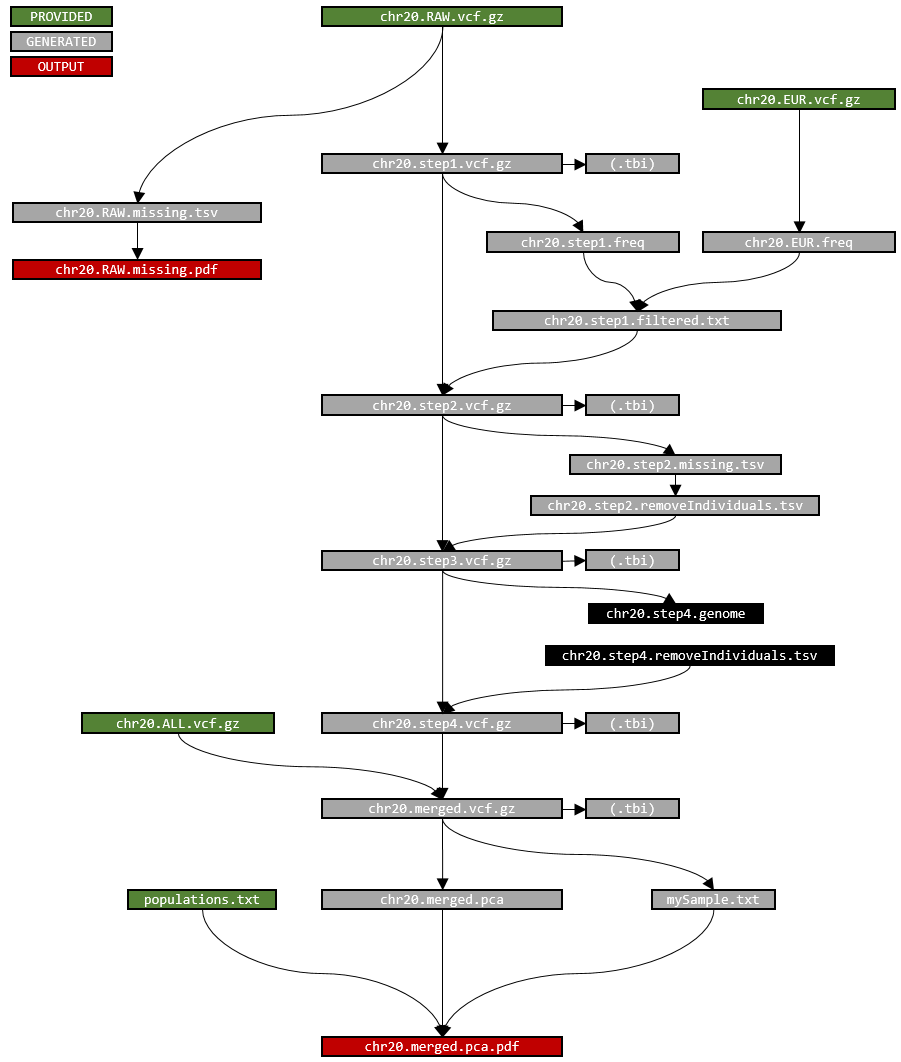 PROVIDED
chr20.RAW.vcf.gz
GENERATED
OUTPUT
chr20.EUR.vcf.gz
chr20.step1.vcf.gz
(.tbi)
chr20.RAW.missing.tsv
chr20.step1.freq
chr20.EUR.freq
chr20.RAW.missing.pdf
chr20.step1.filtered.txt
chr20.step2.vcf.gz
(.tbi)
chr20.step2.missing.tsv
chr20.step2.removeIndividuals.tsv
chr20.step3.vcf.gz
(.tbi)
chr20.step4.genome
chr20.step4.removeIndividuals.tsv
chr20.ALL.vcf.gz
chr20.step4.vcf.gz
(.tbi)
chr20.merged.vcf.gz
(.tbi)
populations.txt
chr20.merged.pca
mySample.txt
chr20.merged.pca.pdf